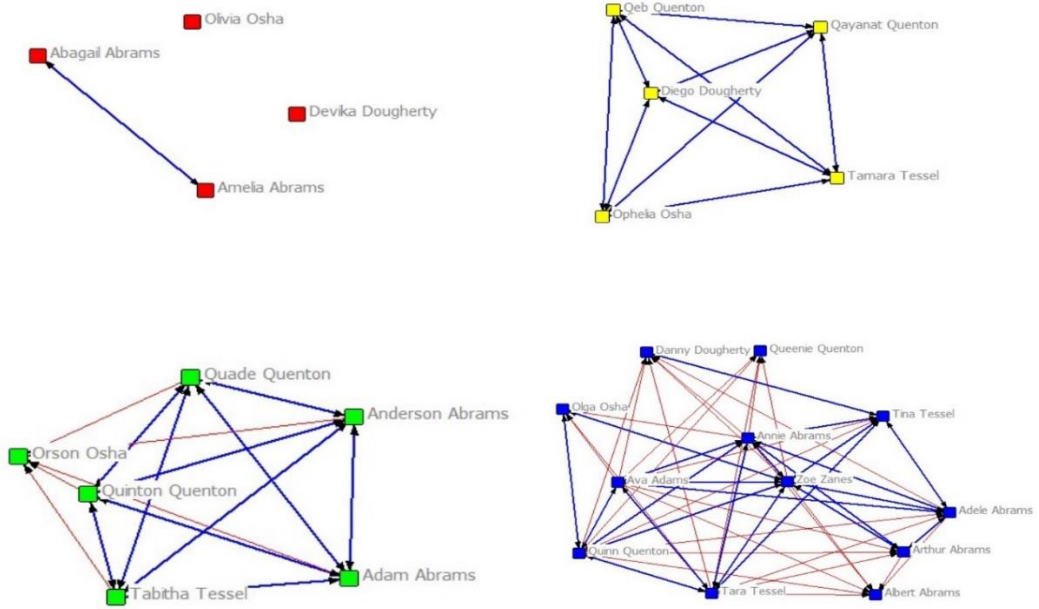 Olivia Osha
Abagail Abrams
Devika Dougherty
Amelia Abrams
Qeb Quenton
Qayanat Quenton
Diego Dougherty
Tamara Tessel
Ophelia Osha
Quade Quenton
Anderson Abrams
Orson Osha
Quinton Quenton
Adam Abrams
Tabitha Tessel
Danny Dougherty
Queenie Quenton
Olga Osha
Tina Tessel
Annie Abrams
Ava Adams
Zoe Zanes
Adele Abrams
Quinn Quenton
Arthur Abrams
Tara Tessel
Albert Abrams